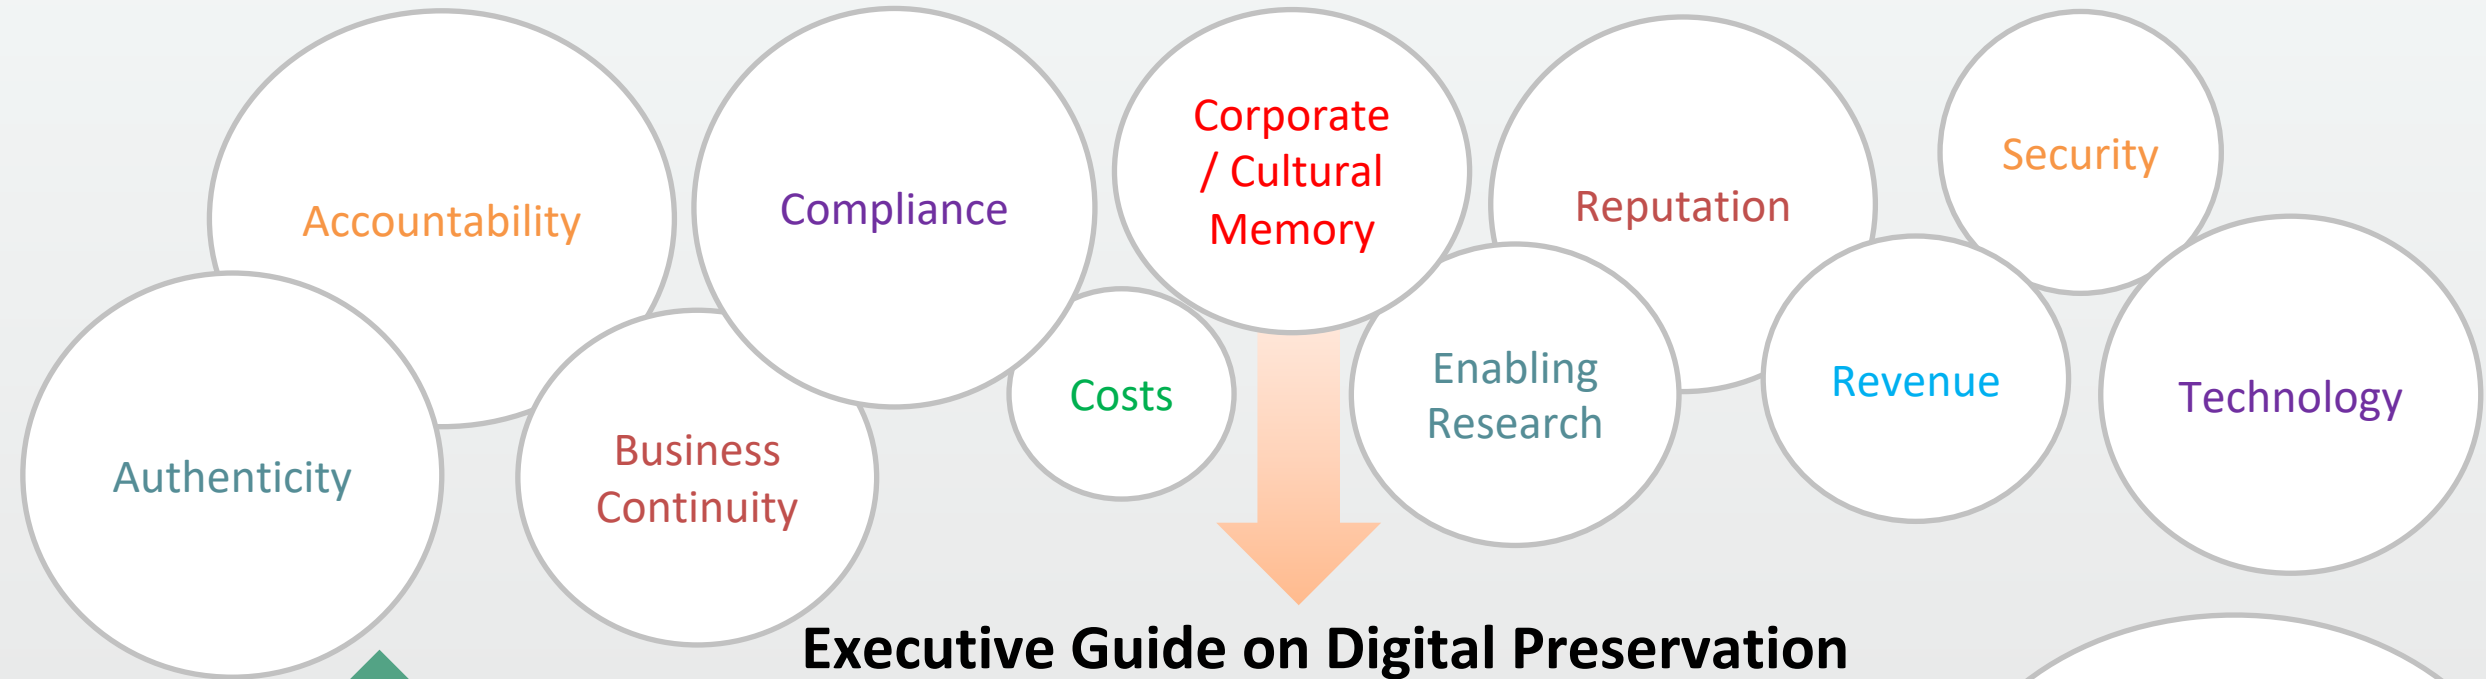 Accountability
Compliance
Corporate
/ Cultural
Memory
Reputation
Security
Authenticity
Business
Continuity
Costs
Enabling
Research
Revenue
Technology
Executive Guide on Digital Preservation